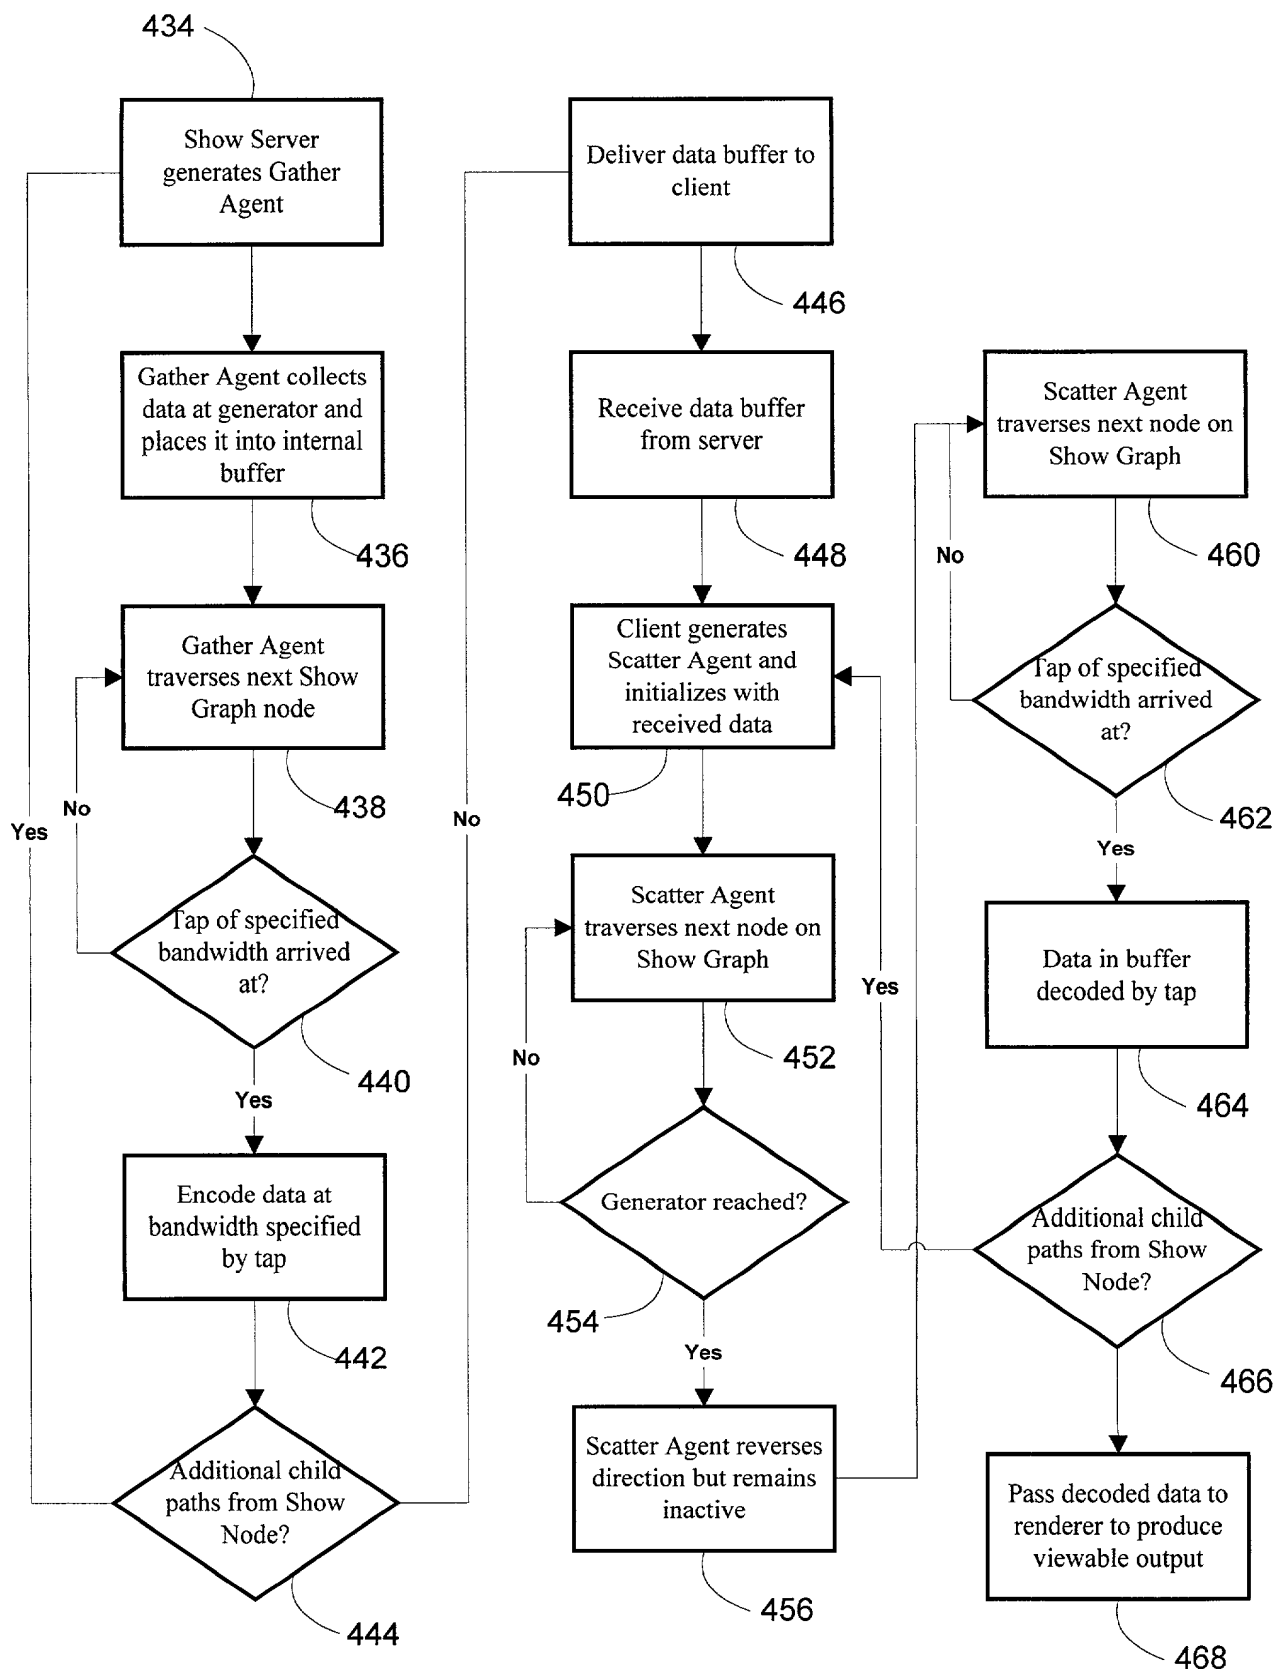 434
Show Server
generates Gather
Agent
Gather Agent collects
data at generator and
places it into internal
buffer
436
Gather Agent
traverses next Show
Graph node
438
No
Yes
Tap of specified
bandwidth arrived
at?
440
Yes
Encode data at
bandwidth specified
by tap
442
Additional child
paths from Show
Node?
444
No
Deliver data buffer to
client
446
Receive data buffer
from server
448
Client generates
Scatter Agent and
initializes with
received data
450
Scatter Agent
traverses next node on
Show Graph
452
No
Generator reached?
454
Yes
Scatter Agent reverses
direction but remains
inactive
456
Scatter Agent
traverses next node on
Show Graph
460
No
Tap of specified
bandwidth arrived
at?
462
Yes
Data in buffer
decoded by tap
464
Yes
Additional child
paths from Show
Node?
466
Pass decoded data to
renderer to produce
viewable output
468